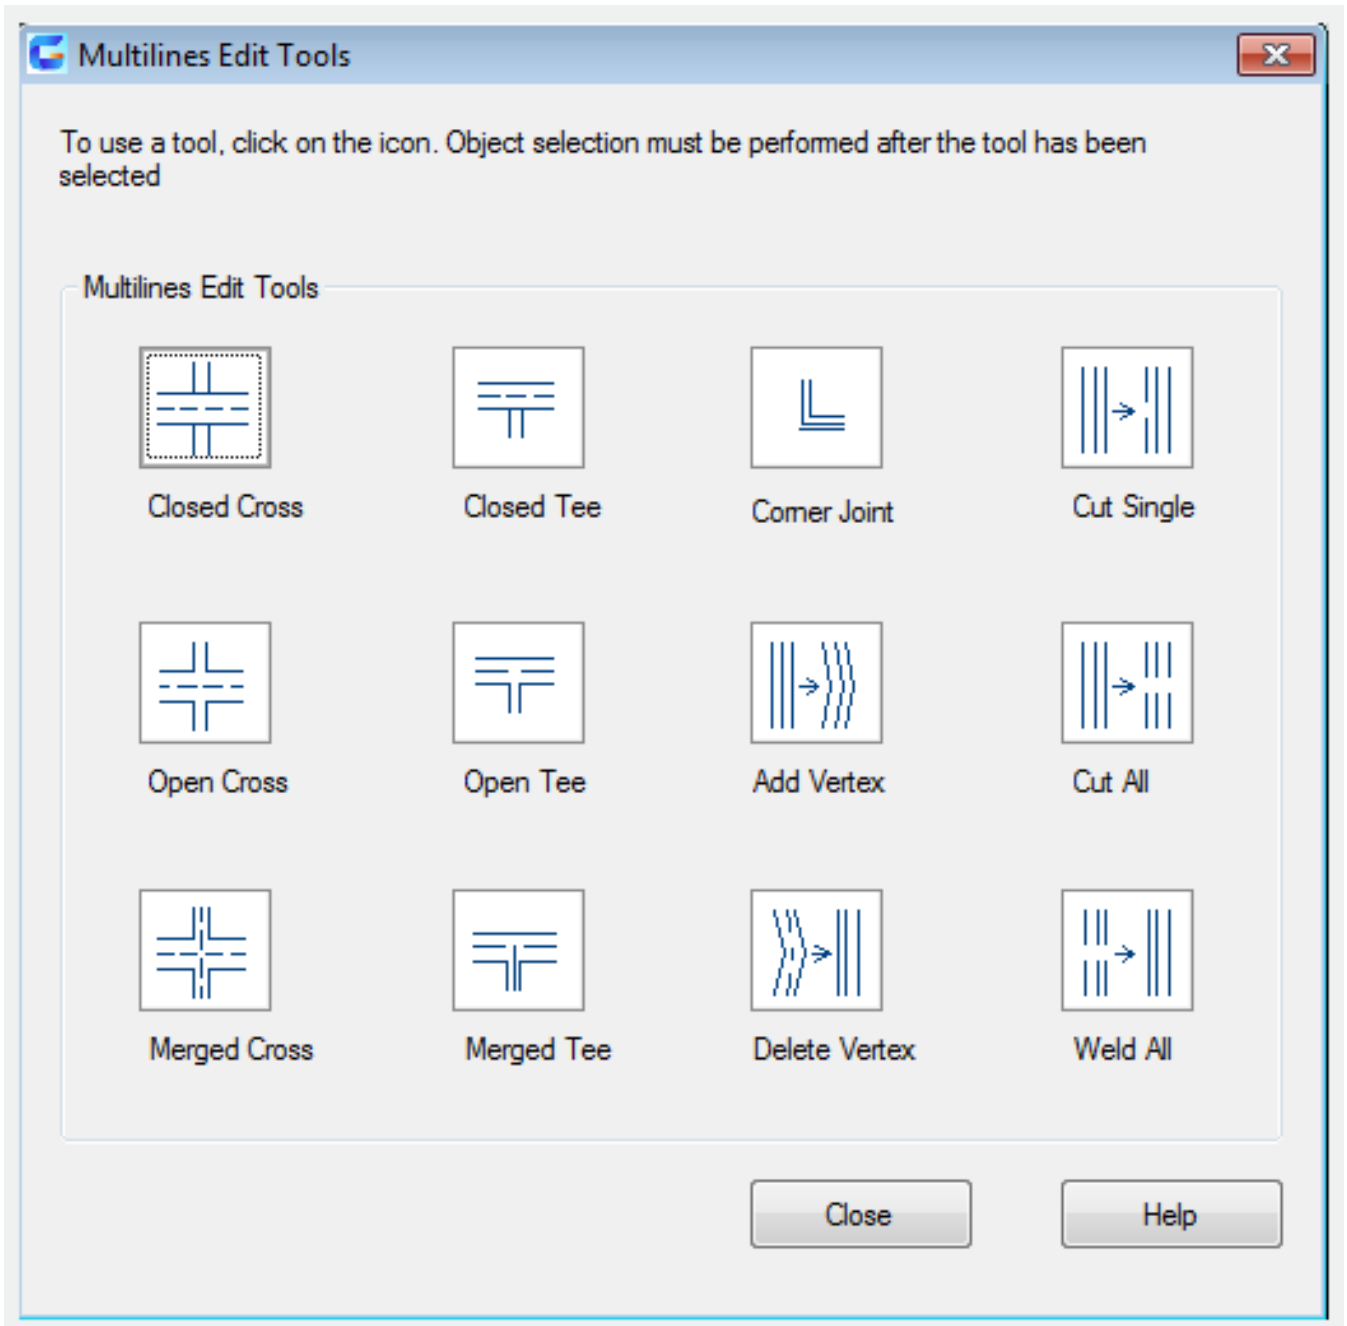 Multilines Edit Tools
To use a tool, click on the icon. Object selection must be performed after the tool has been
selected
Multilines Edit Tools
Closed Cross
Closed Tee
Corner Joint
Cut Single
Open Cross
Open Tee
Add Vertex
Cut All
Merged Cross
Merged Tee
Delete Vertex
Weld All
Close
Help